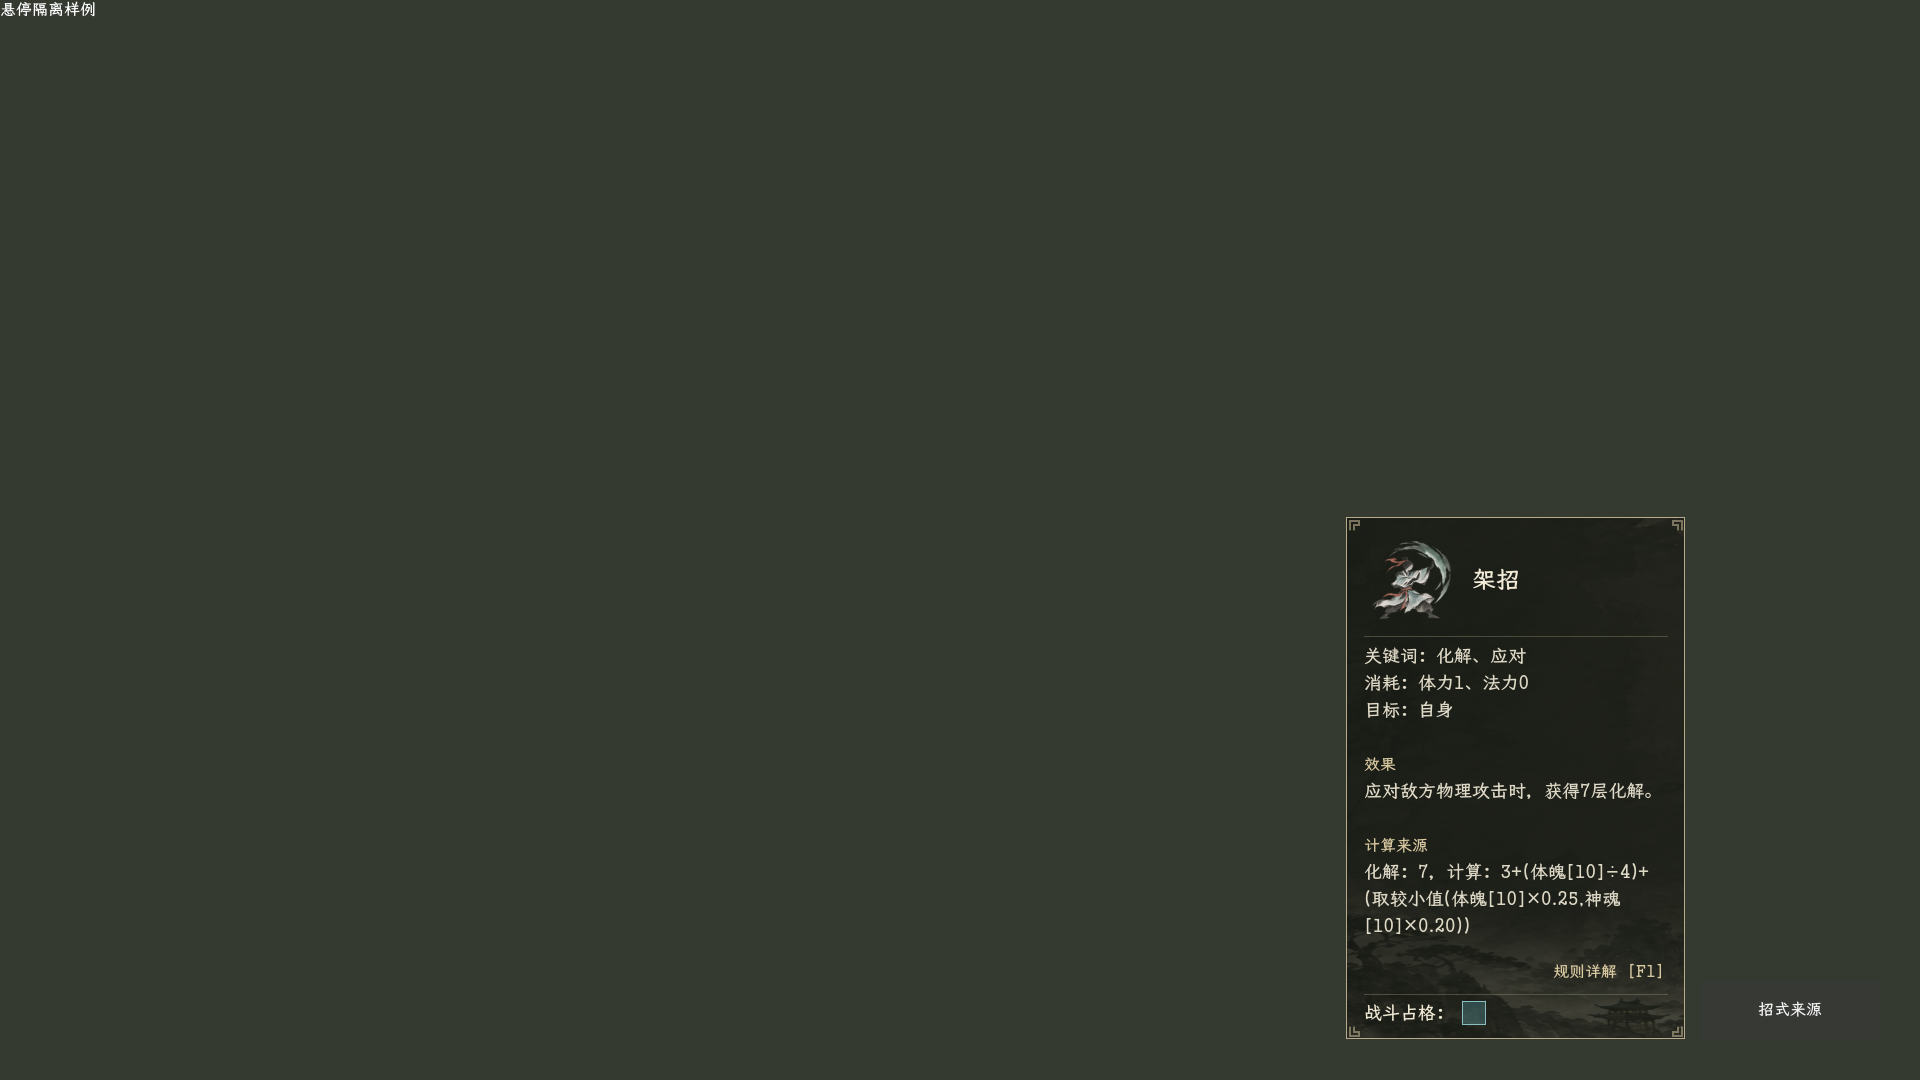 悬停隔离样例
架招
关键词：化解、应对
消耗：体力1、法力0
目标：自身
效果
应对敌方物理攻击时，获得7层化解。
计算来源
化解：7，计算：3+(体魄[10]÷4)+
(取较小值(体魄[10]×0.25,神魂
[10]×0.20))
规则详解 [F1]
战斗占格：
招式来源